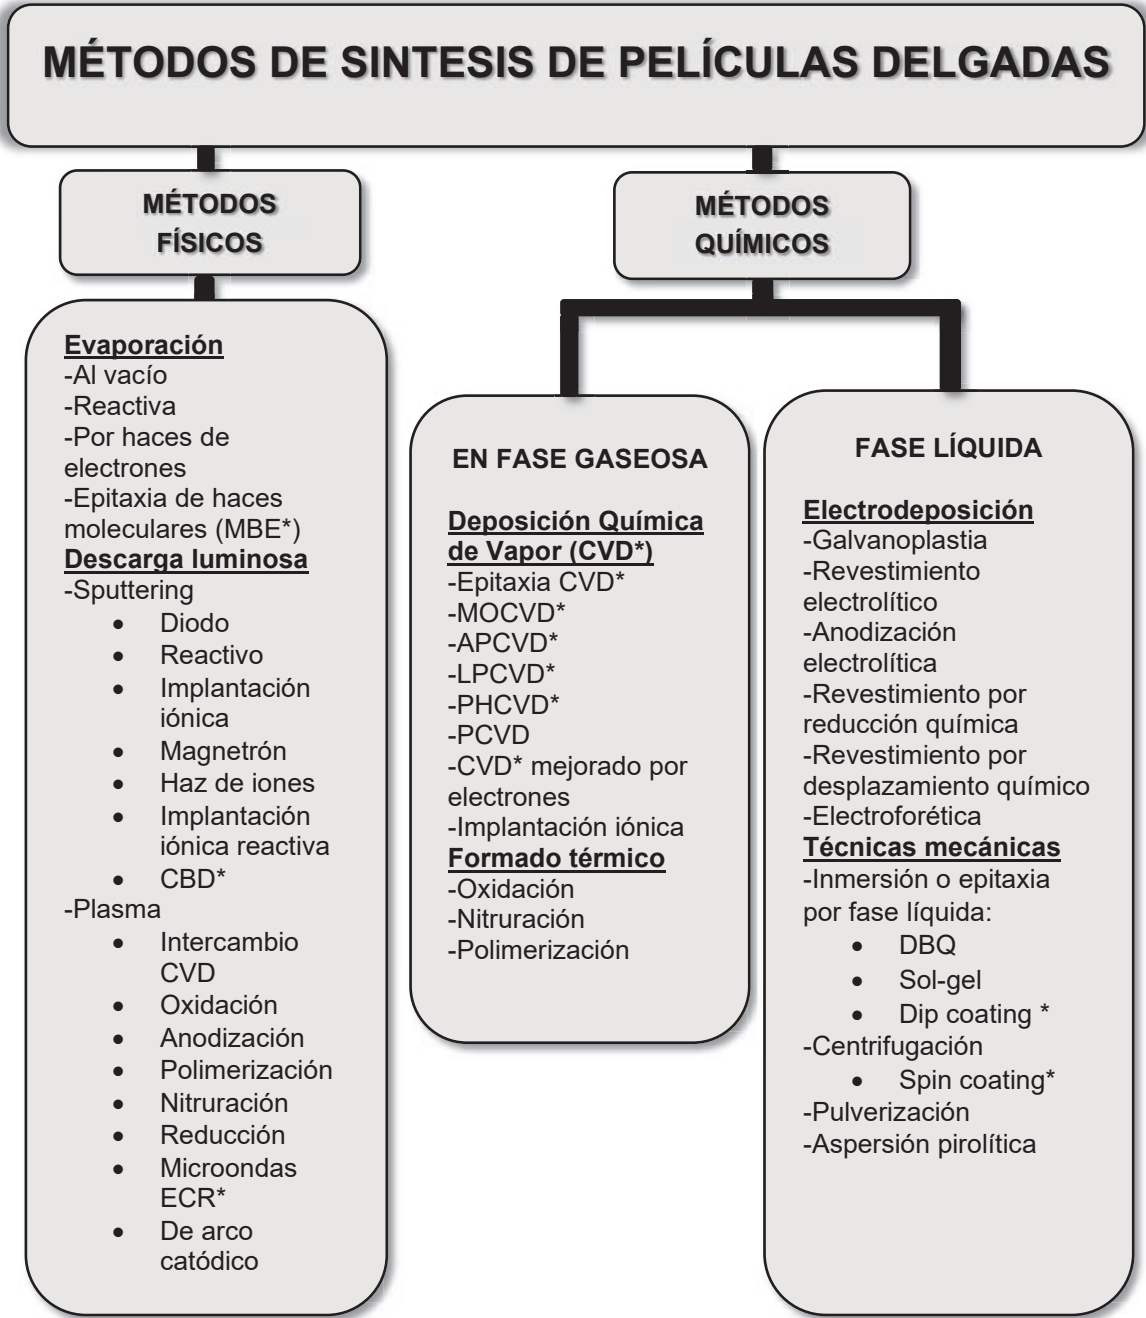 MÉTODOS DE SINTESIS DE PELÍCULAS DELGADAS
MÉTODOS
FÍSICOS
Evaporación
-Al vacío
-Reactiva
-Por haces de
electrones
-Epitaxia de haces
moleculares (MBE*)
Descarga luminosa
-Sputtering
• Diodo
• Reactivo
• Implantación
iónica
• Magnetrón
• Haz de iones
• Implantación
iónica reactiva
• CBD*
-Plasma
• Intercambio
CVD
• Oxidación
• Anodización
• Polimerización
• Nitruración
• Reducción
• Microondas
ECR*
• De arco
catódico
MÉTODOS
QUÍMICOS
EN FASE GASEOSA
Deposición Química
de Vapor (CVD*)
-Epitaxia CVD*
-MOCVD*
-APCVD*
-LPCVD*
-PHCVD*
-PCVD
-CVD* mejorado por
electrones
-Implantación iónica
Formado térmico
-Oxidación
-Nitruración
-Polimerización
FASE LÍQUIDA
Electrodeposición
-Galvanoplastia
-Revestimiento
electrolítico
-Anodización
electrolítica
-Revestimiento por
reducción química
-Revestimiento por
desplazamiento químico
-Electroforética
Técnicas mecánicas
-Inmersión o epitaxia
por fase líquida:
• DBQ
• Sol-gel
• Dip coating *
-Centrifugación
• Spin coating*
-Pulverización
-Aspersión pirolítica